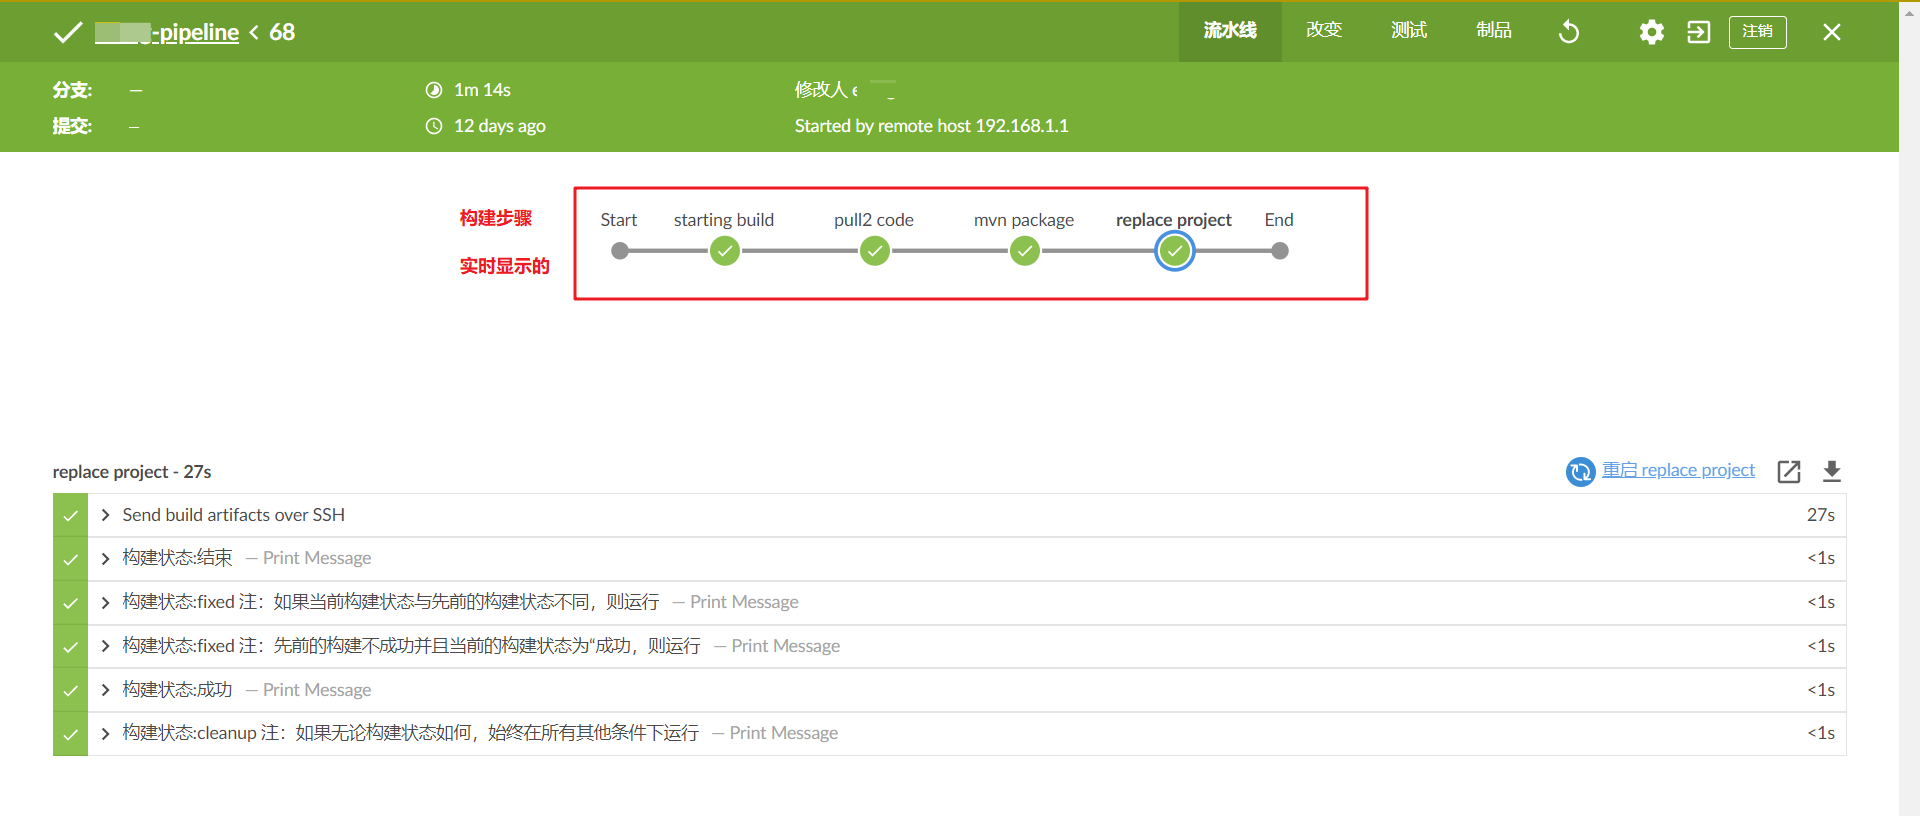 -pipeline < 68
流水线 改变 测试 制品 注销
分支: — 1m 14s 修改人
提交: — 12 days ago Started by remote host 192.168.1.1
构建步骤
实时显示的
Start starting build pull2 code mvn package replace project End
replace project - 27s 重启 replace project
Send build artifacts over SSH 27s
构建状态:结束 — Print Message <1s
构建状态:fixed 注：如果当前构建状态与先前的构建状态不同，则运行 — Print Message <1s
构建状态:fixed 注：先前的构建不成功并且当前的构建状态为“成功，则运行 — Print Message <1s
构建状态:成功 — Print Message <1s
构建状态:cleanup 注：如果无论构建状态如何，始终在所有其他条件下运行 — Print Message <1s